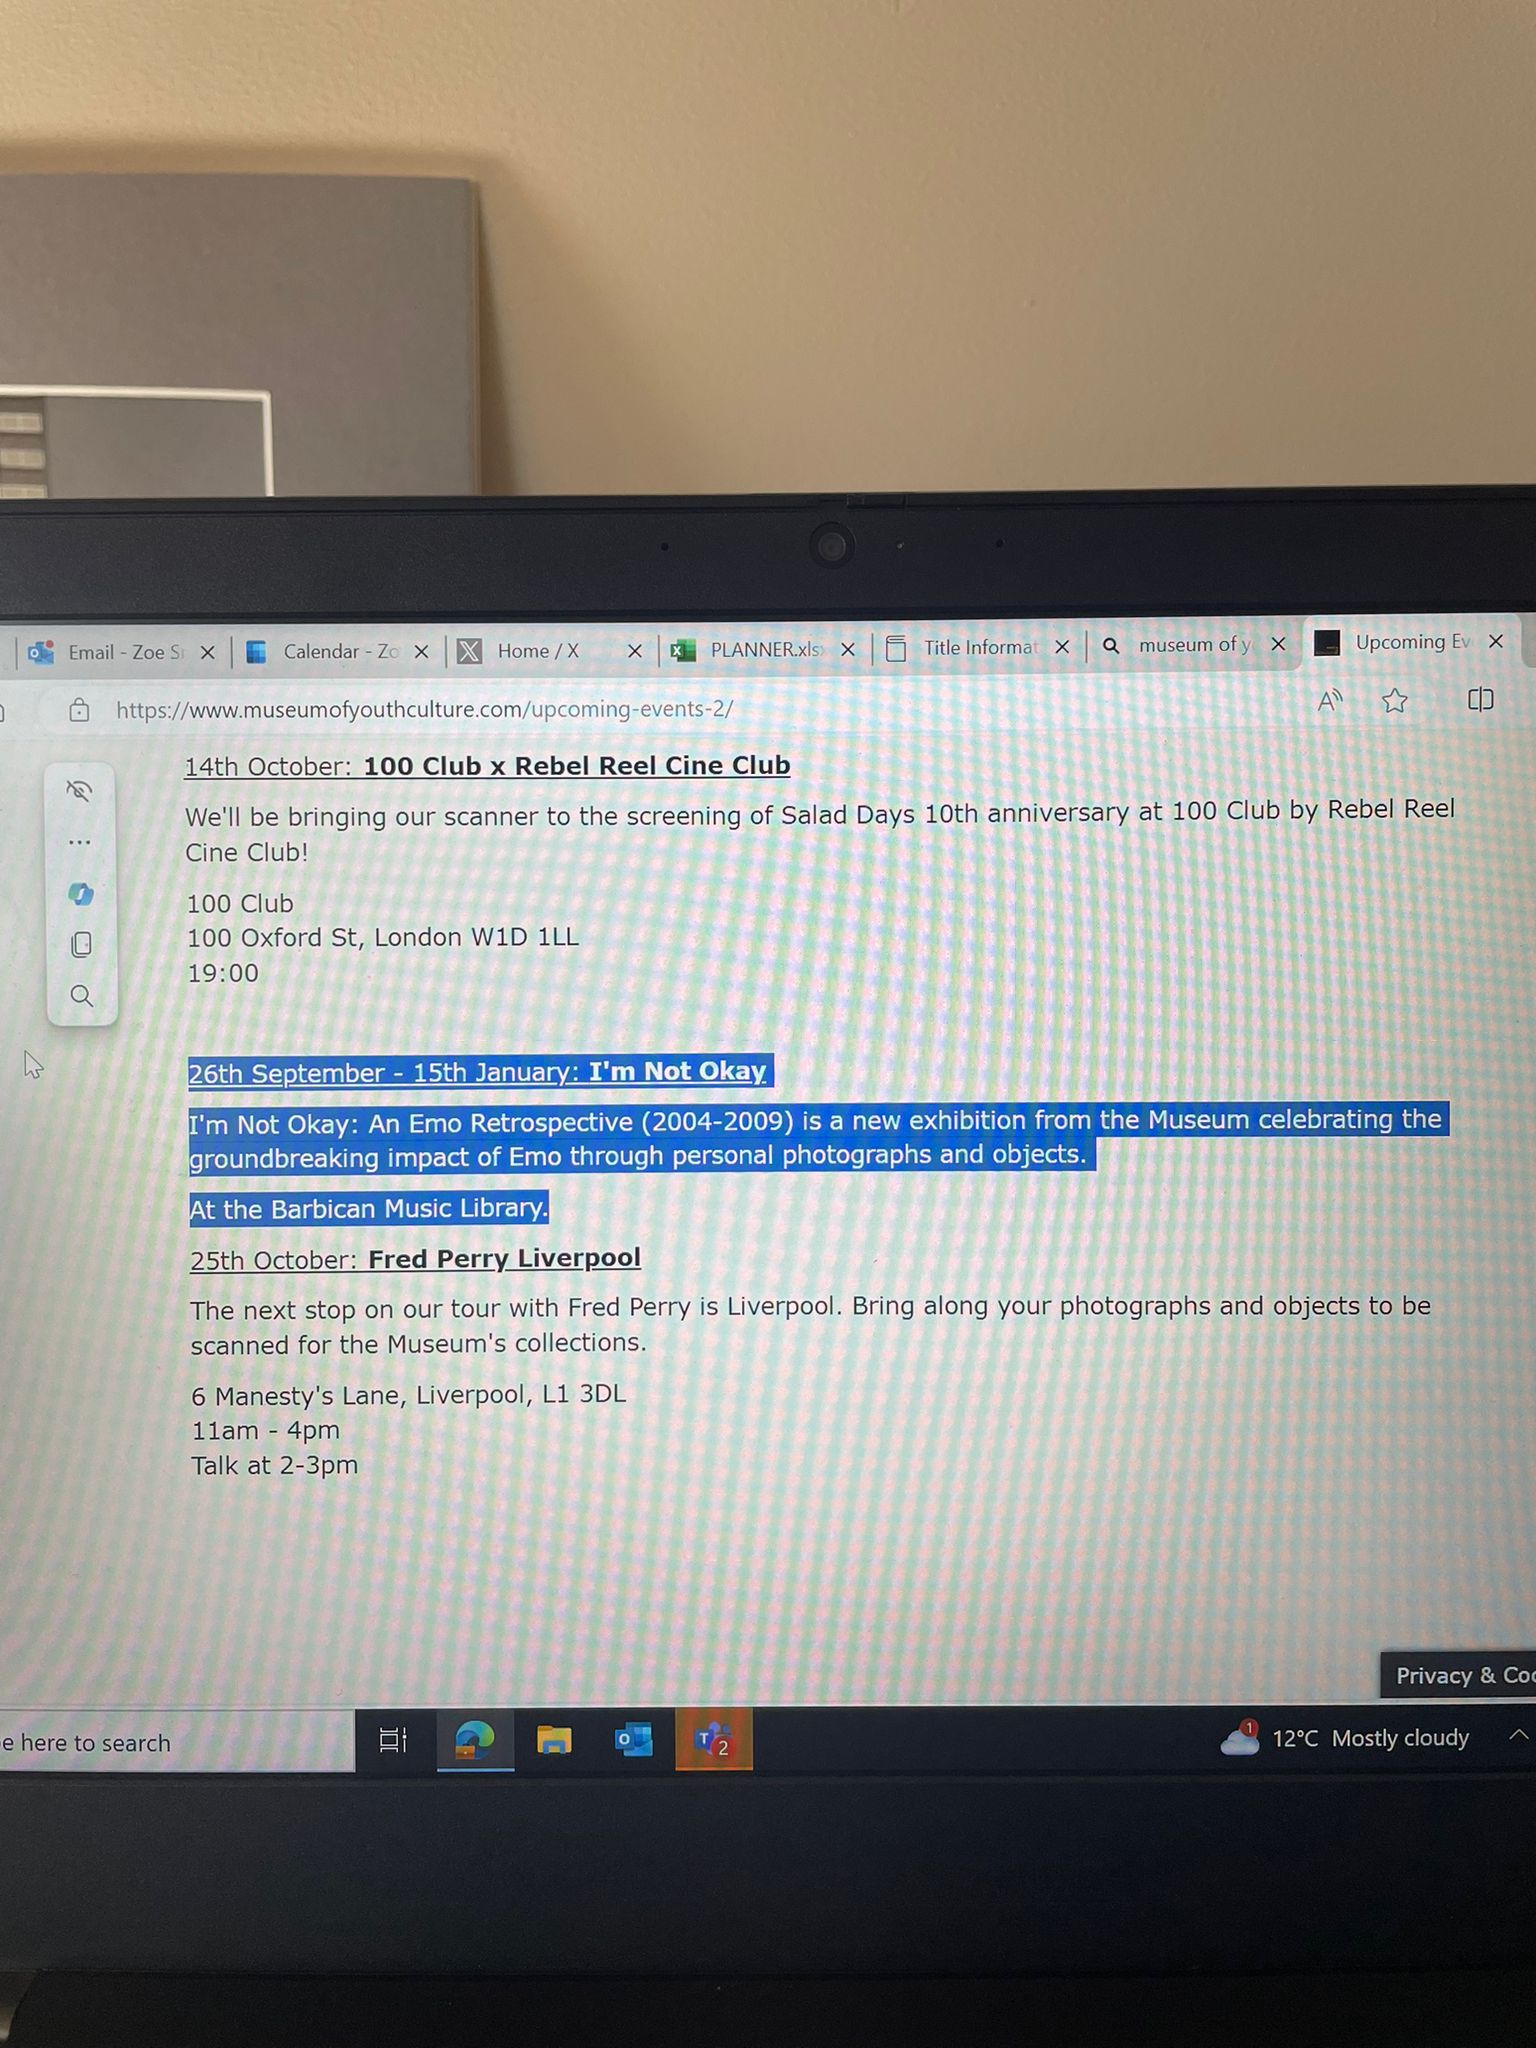 Email - Zoe S
Calendar - Zo
Home / X
PLANNER.xls
Title Informat
museum of y
Upcoming Ev
https://www.museumofyouthculture.com/upcoming-events-2/
14th October: 100 Club x Rebel Reel Cine Club
We'll be bringing our scanner to the screening of Salad Days 10th anniversary at 100 Club by Rebel Reel
Cine Club!
100 Club
100 Oxford St, London W1D 1LL
19:00
26th September - 15th January: I'm Not Okay
I'm Not Okay: An Emo Retrospective (2004-2009) is a new exhibition from the Museum celebrating the
groundbreaking impact of Emo through personal photographs and objects.
At the Barbican Music Library.
25th October: Fred Perry Liverpool
The next stop on our tour with Fred Perry is Liverpool. Bring along your photographs and objects to be
scanned for the Museum's collections.
6 Manesty's Lane, Liverpool, L1 3DL
11am - 4pm
Talk at 2-3pm
Privacy & Coo
e here to search
2
1
12°C Mostly cloudy